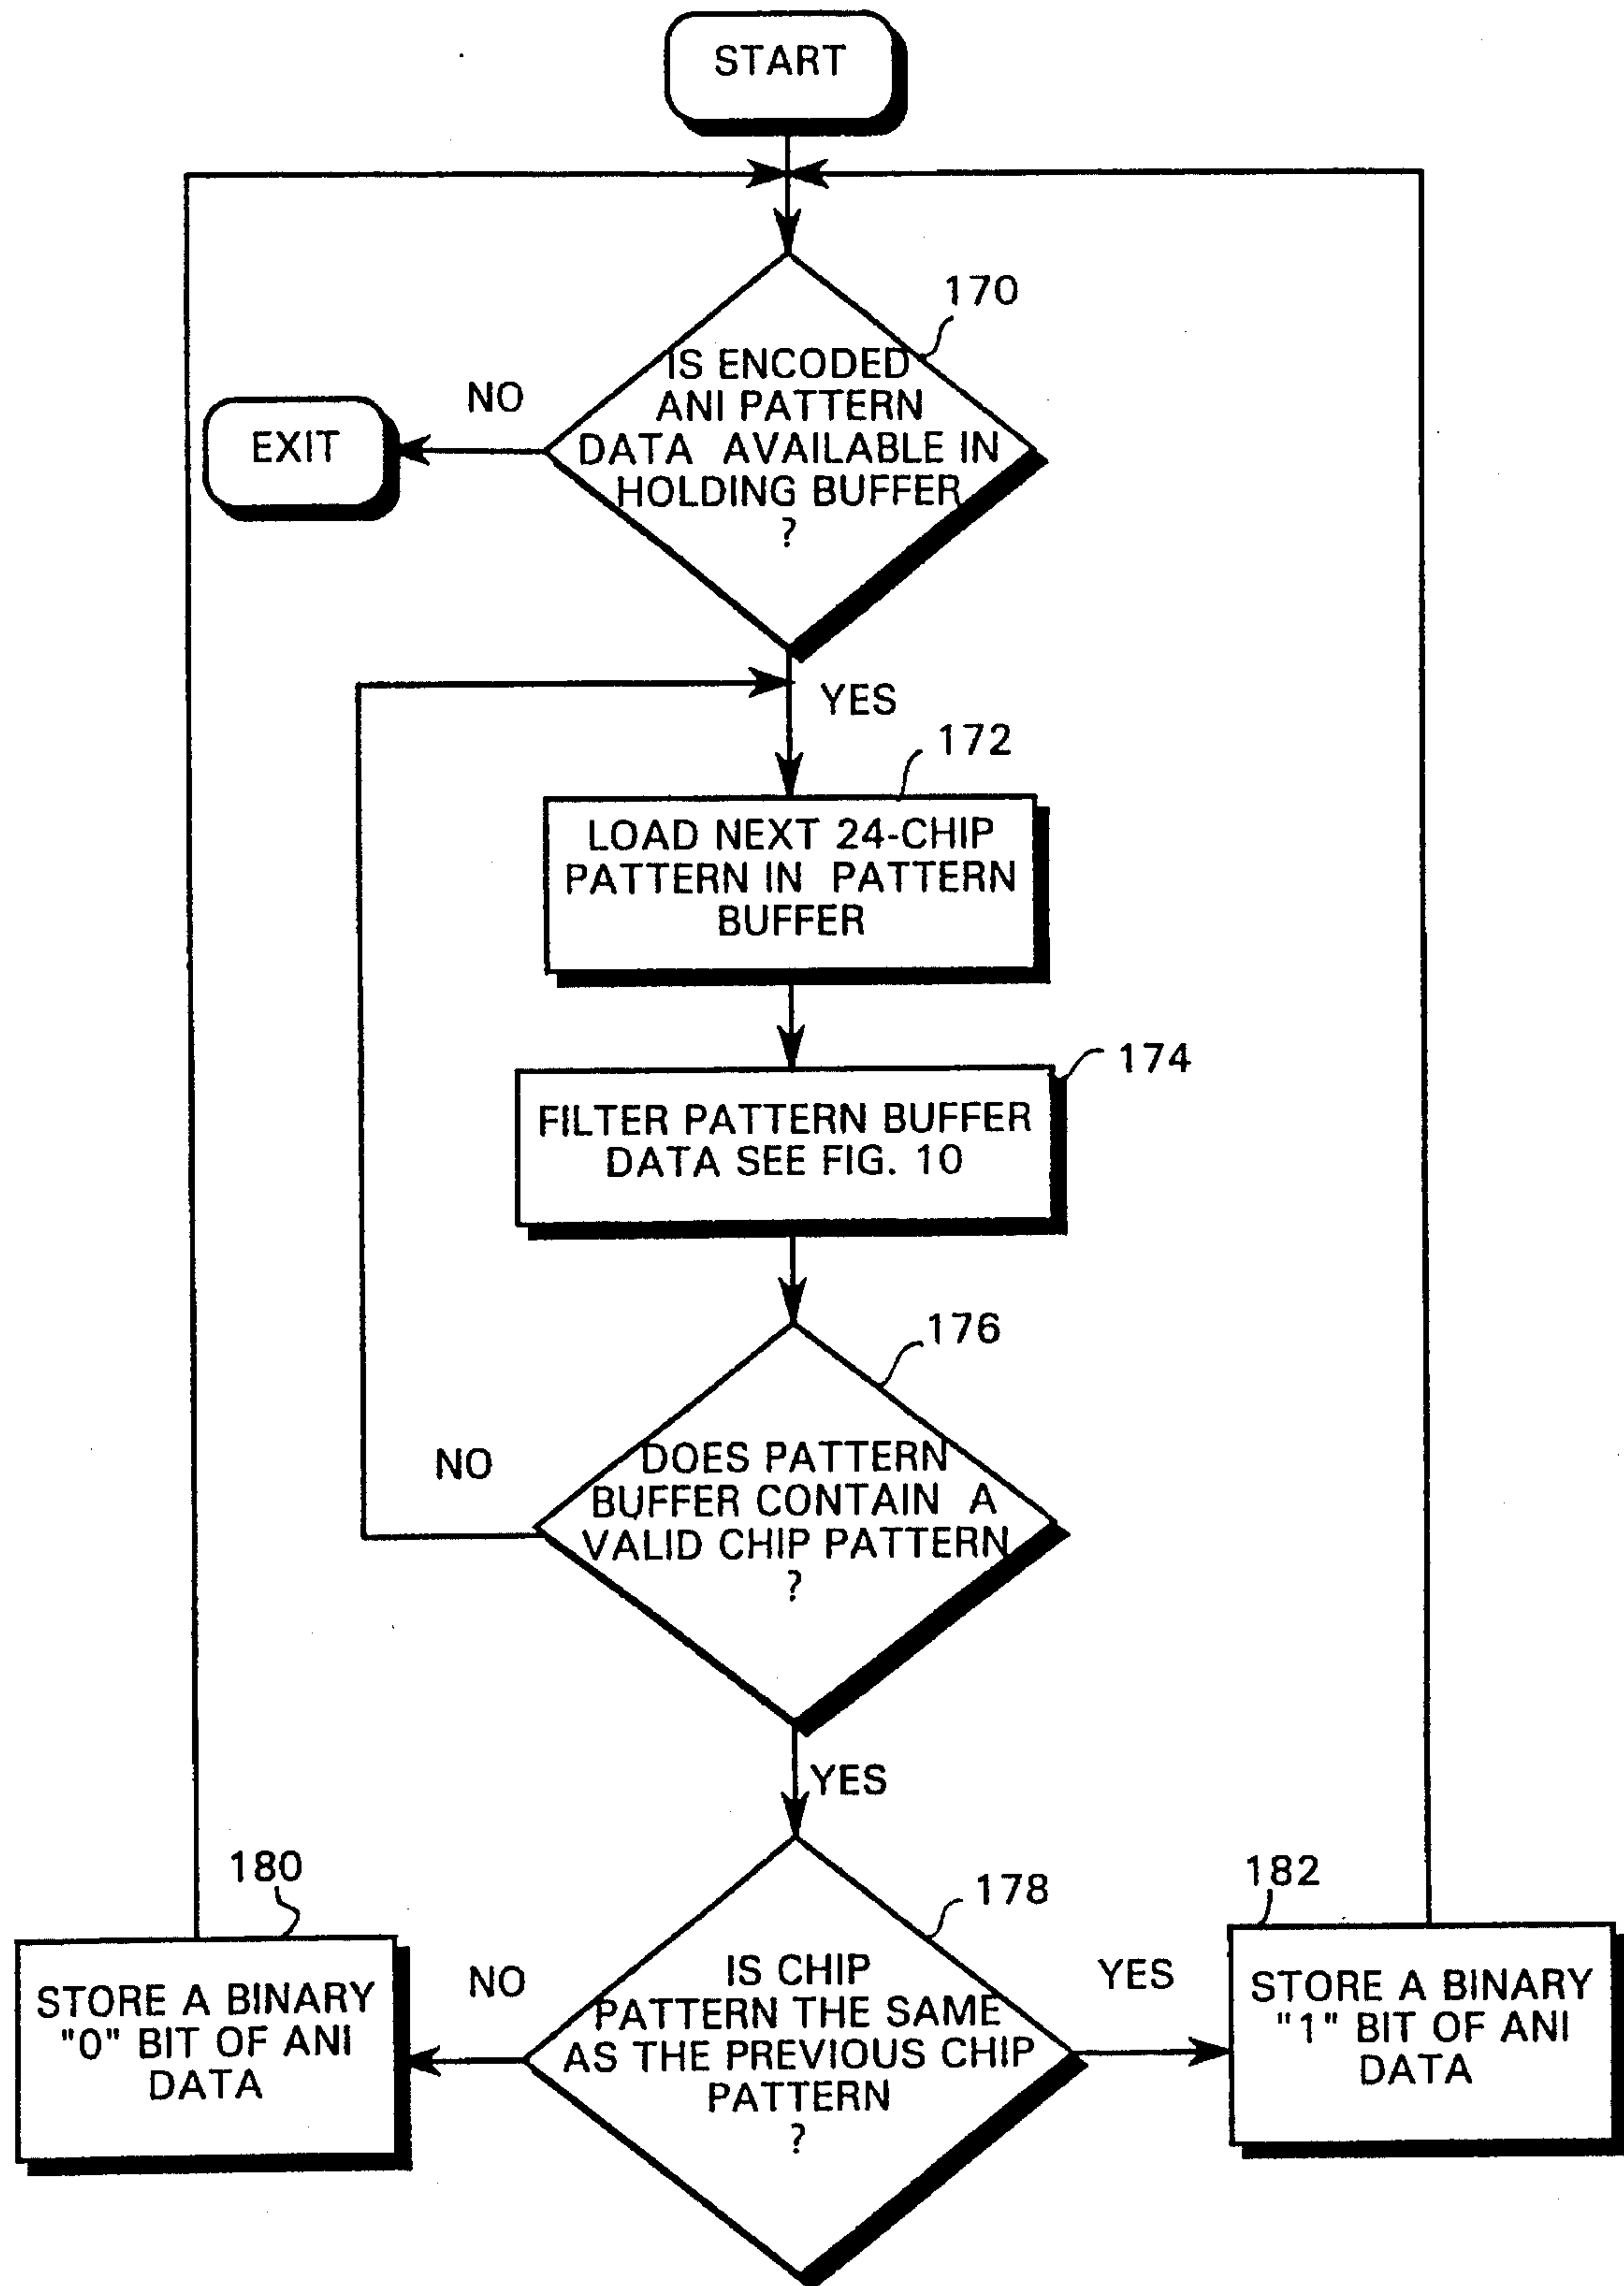 START
170
IS ENCODED
ANI PATTERN
DATA AVAILABLE IN
HOLDING BUFFER
?
NO
EXIT
YES
172
LOAD NEXT 24-CHIP
PATTERN IN PATTERN
BUFFER
174
FILTER PATTERN BUFFER
DATA SEE FIG. 10
176
DOES PATTERN
BUFFER CONTAIN A
VALID CHIP PATTERN
?
NO
YES
178
IS CHIP
PATTERN THE SAME
AS THE PREVIOUS CHIP
PATTERN
?
NO
180
STORE A BINARY
"0" BIT OF ANI
DATA
YES
182
STORE A BINARY
"1" BIT OF ANI
DATA